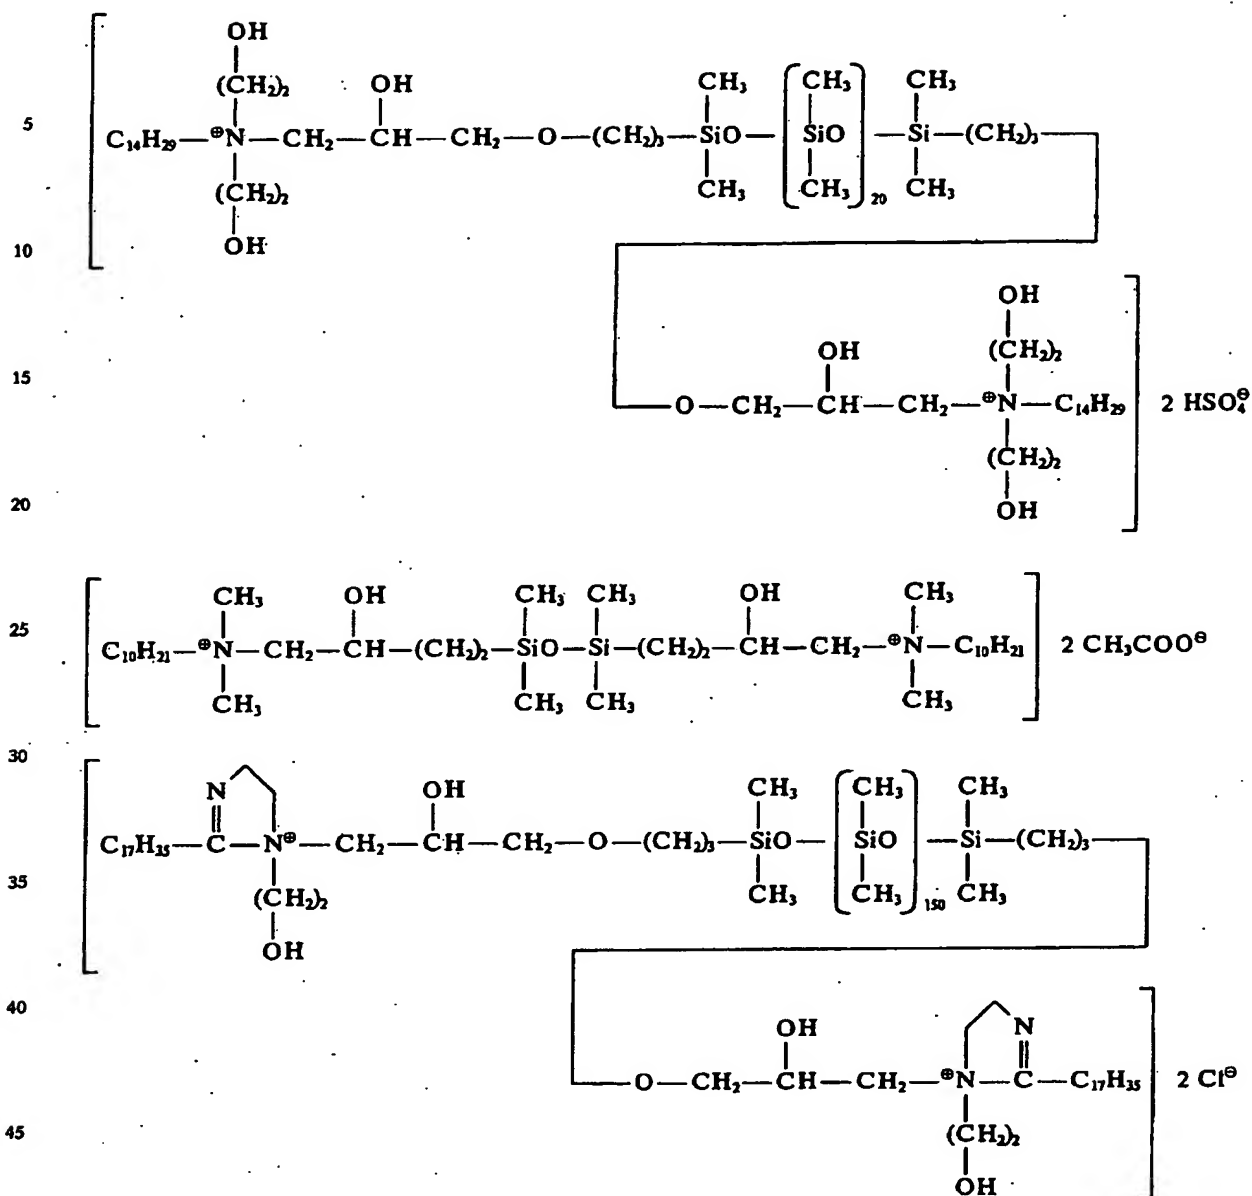 OH
(CH₂)₂ OH CH₃ CH₃ CH₃
5
C₁₄H₂₉—⊕N—CH₂—CH—CH₂—O—(CH₂)₃—SiO—(SiO)₂₀—Si—(CH₂)₃
(CH₂)₂ CH₃ CH₃ CH₃
10
OH
OH
OH (CH₂)₂
15
O—CH₂—CH—CH₂—⊕N—C₁₄H₂₉ 2 HSO₄⊖
(CH₂)₂
20
OH
CH₃ OH CH₃ CH₃ OH CH₃
25
C₁₀H₂₁—⊕N—CH₂—CH—(CH₂)₂—SiO—Si—(CH₂)₂—CH—CH₂—⊕N—C₁₀H₂₁ 2 CH₃COO⊖
CH₃ CH₃ CH₃ CH₃
30
N OH CH₃ CH₃ CH₃
C₁₇H₃₅—C—N⊕—CH₂—CH—CH₂—O—(CH₂)₃—SiO—(SiO)₁₅₀—Si—(CH₂)₃
35
(CH₂)₂ CH₃ CH₃ CH₃
OH
40
OH N
O—CH₂—CH—CH₂—⊕N—C—C₁₇H₃₅ 2 Cl⊖
45
(CH₂)₂
OH